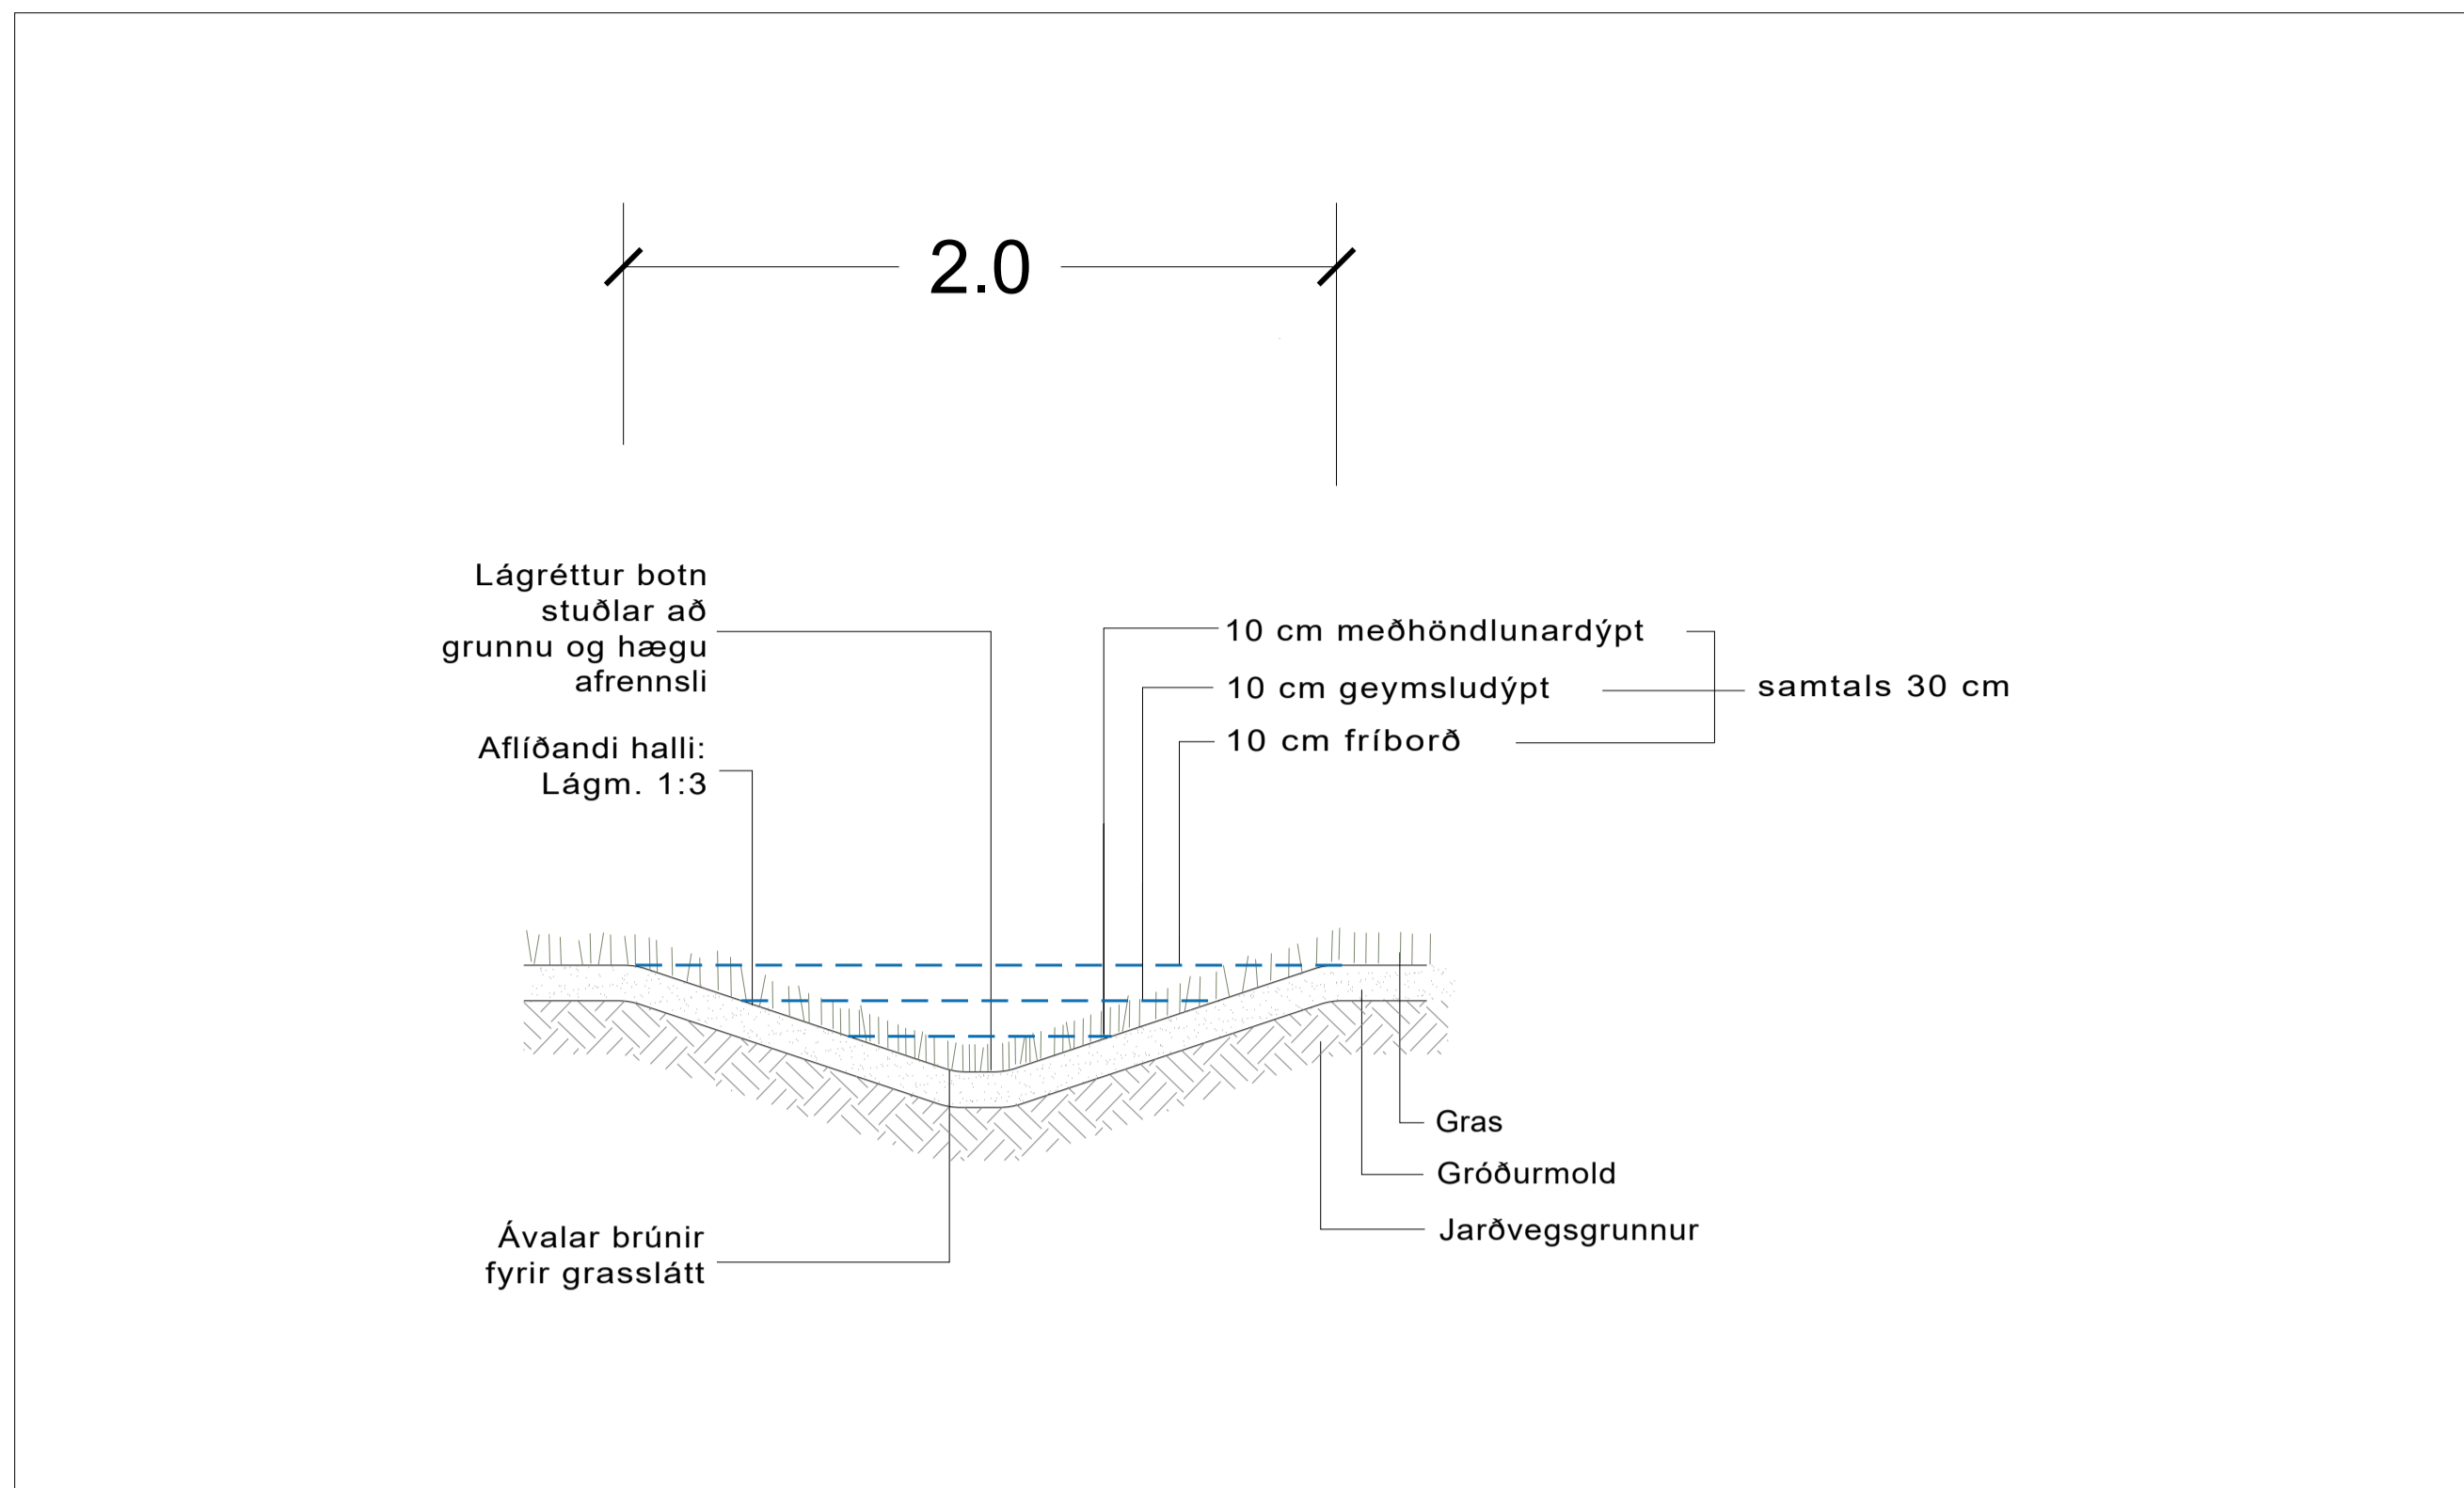 2.0
Lágréttur botn
stuðlar að
grunnu og hægu
afrennsli
Aflíðandi halli:
Lágm. 1:3
10 cm meðhöndlunardýpt
10 cm geymsludýpt
10 cm fríborð
samtals 30 cm
Gras
Gróðurmold
Jarðvegsgrunnur
Ávalar brúnir
fyrir grasslátt